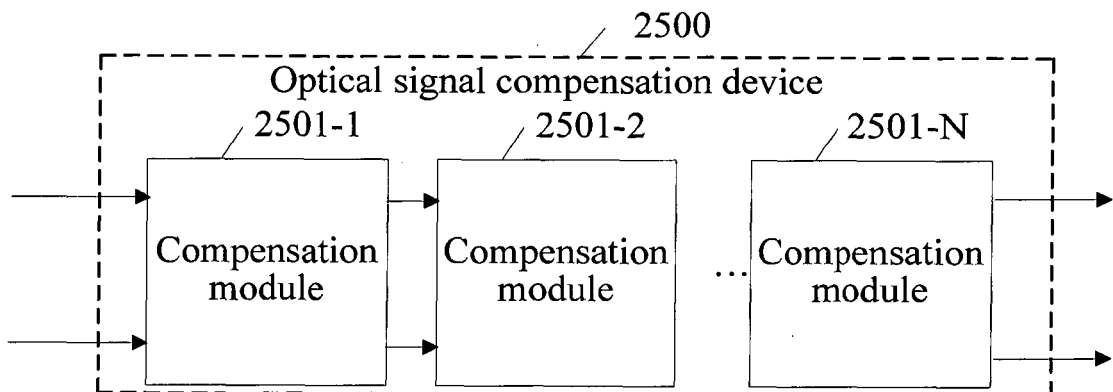 2500
Optical signal compensation device
2501-1
2501-2
2501-N
Compensation
module
Compensation
module
...
Compensation
module